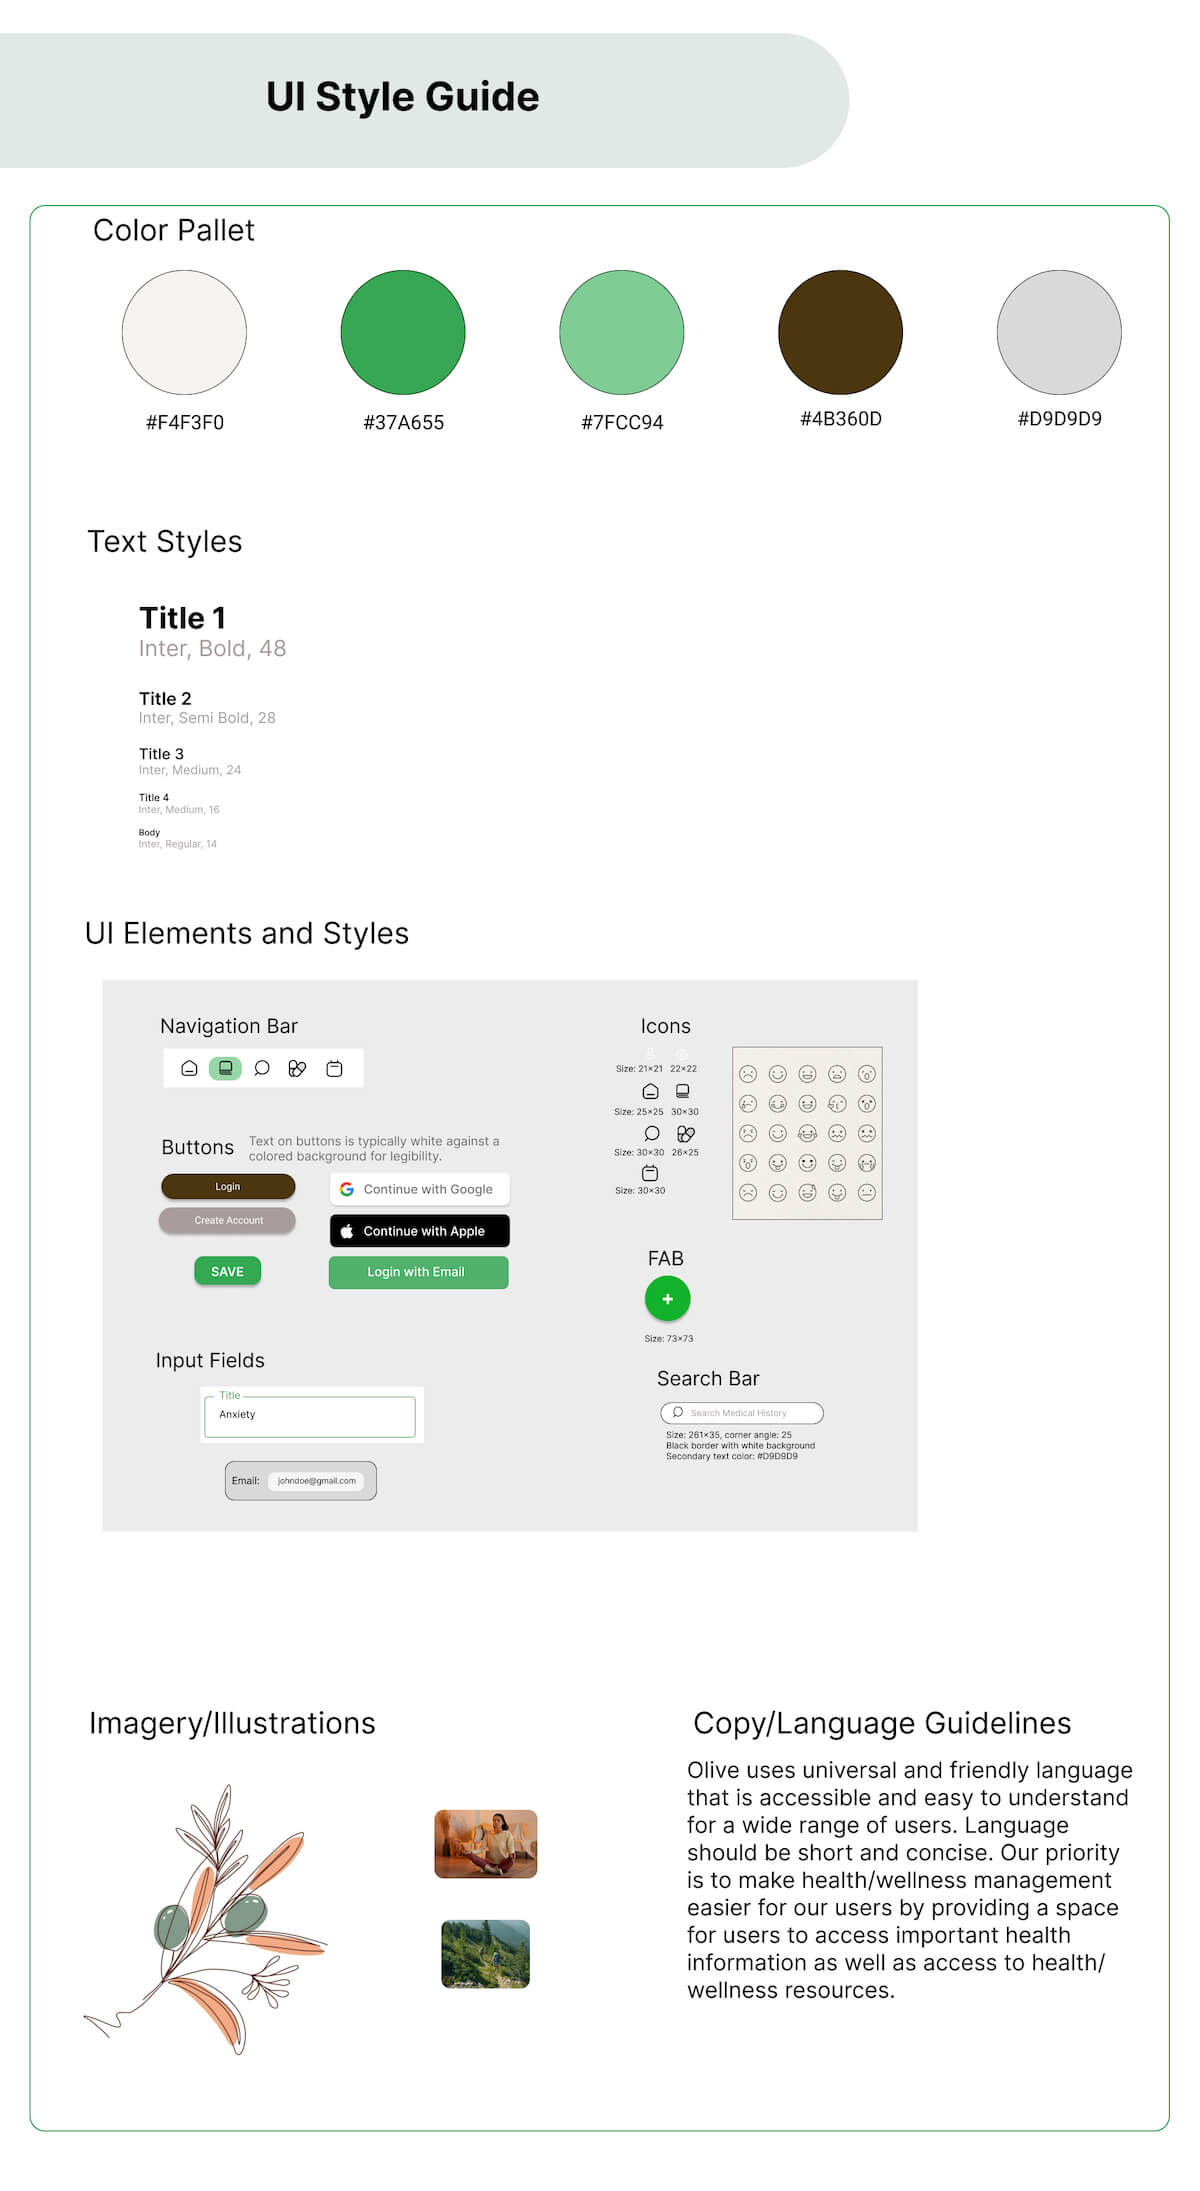 UI Style Guide
Color Pallet
#F4F3F0
#37A655
#7FCC94
#4B360D
#D9D9D9
Text Styles
Title 1
Inter, Bold, 48
Title 2
Inter, Semi Bold, 28
Title 3
Inter, Medium, 24
Title 4
Inter, Medium, 16
Body
Inter, Regular, 14
UI Elements and Styles
Navigation Bar
Buttons
Text on buttons is typically white against a
colored background for legibility.
Login
Create Account
SAVE
Continue with Google
Continue with Apple
Login with Email
Input Fields
Title
Anxiety
Email:
johndoe@gmail.com
Icons
Size: 21×21 22×22
Size: 25×25 30×30
Size: 30×30 26×25
Size: 30×30
FAB
+
Size: 73×73
Search Bar
Search Medical History
Size: 261×35, corner angle: 25
Black border with white background
Secondary text color: #D9D9D9
Imagery/Illustrations
Copy/Language Guidelines
Olive uses universal and friendly language
that is accessible and easy to understand
for a wide range of users. Language
should be short and concise. Our priority
is to make health/wellness management
easier for our users by providing a space
for users to access important health
information as well as access to health/
wellness resources.